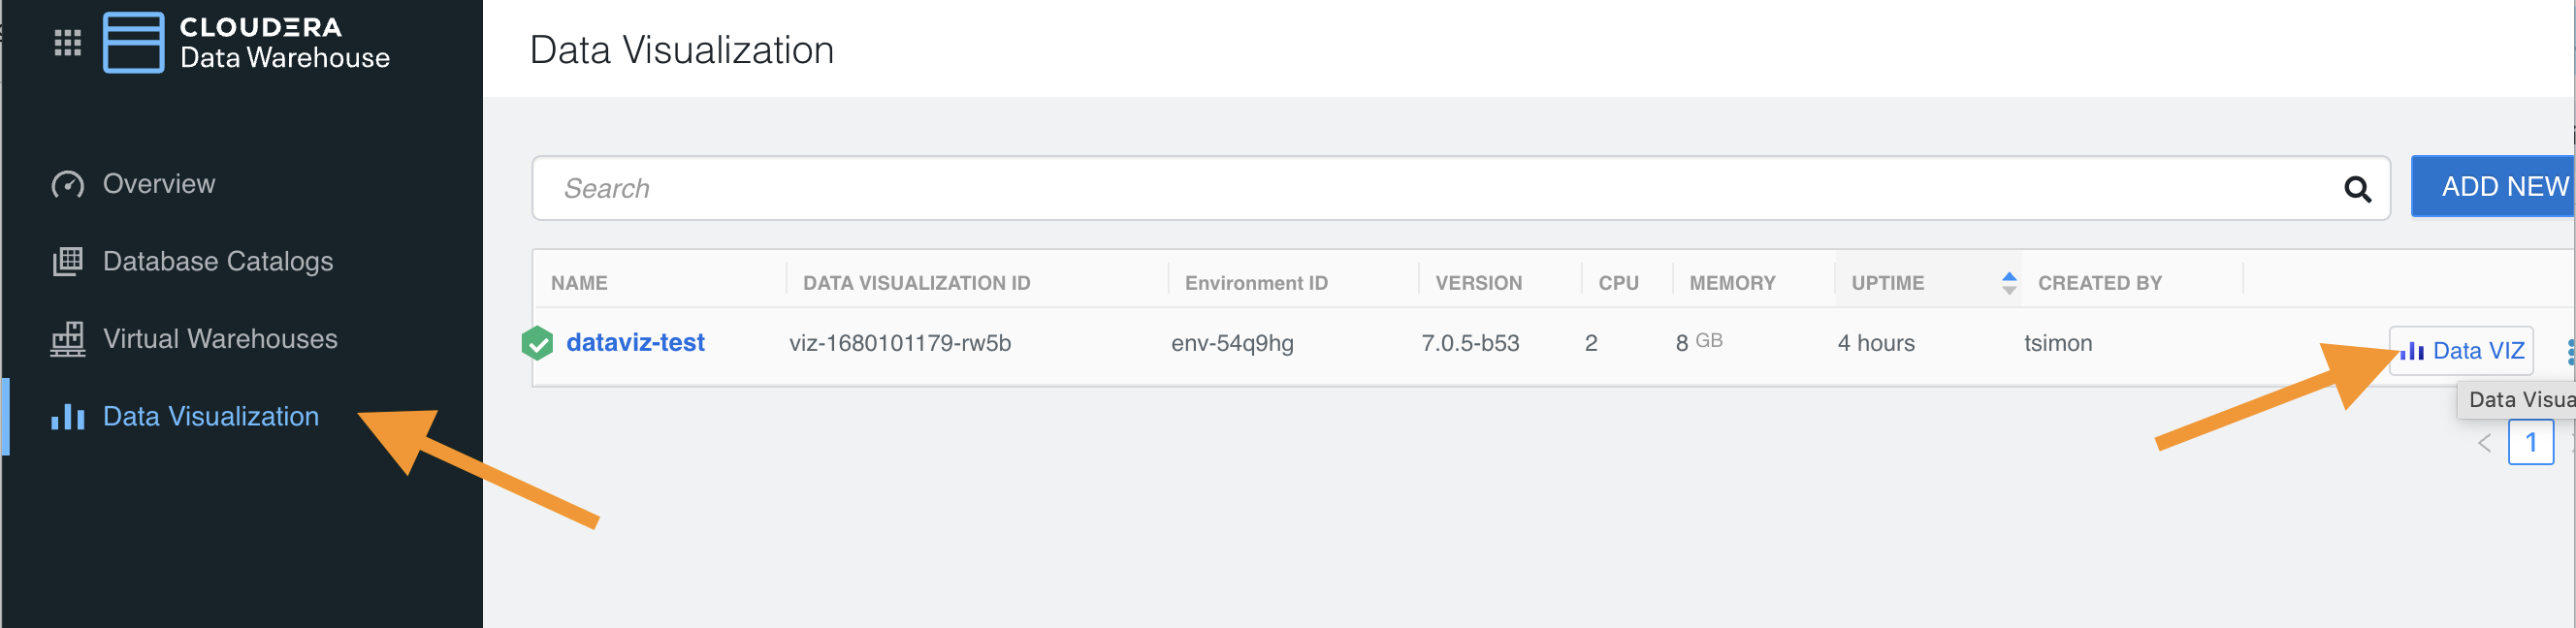 CLOUDERA
Data Warehouse
Overview
Database Catalogs
Virtual Warehouses
Data Visualization
Data Visualization
Search
ADD NEW
NAME DATA VISUALIZATION ID Environment ID VERSION CPU MEMORY UPTIME CREATED BY
dataviz-test viz-1680101179-rw5b env-54q9hg 7.0.5-b53 2 8 GB 4 hours tsimon Data VIZ
Data Visua
1